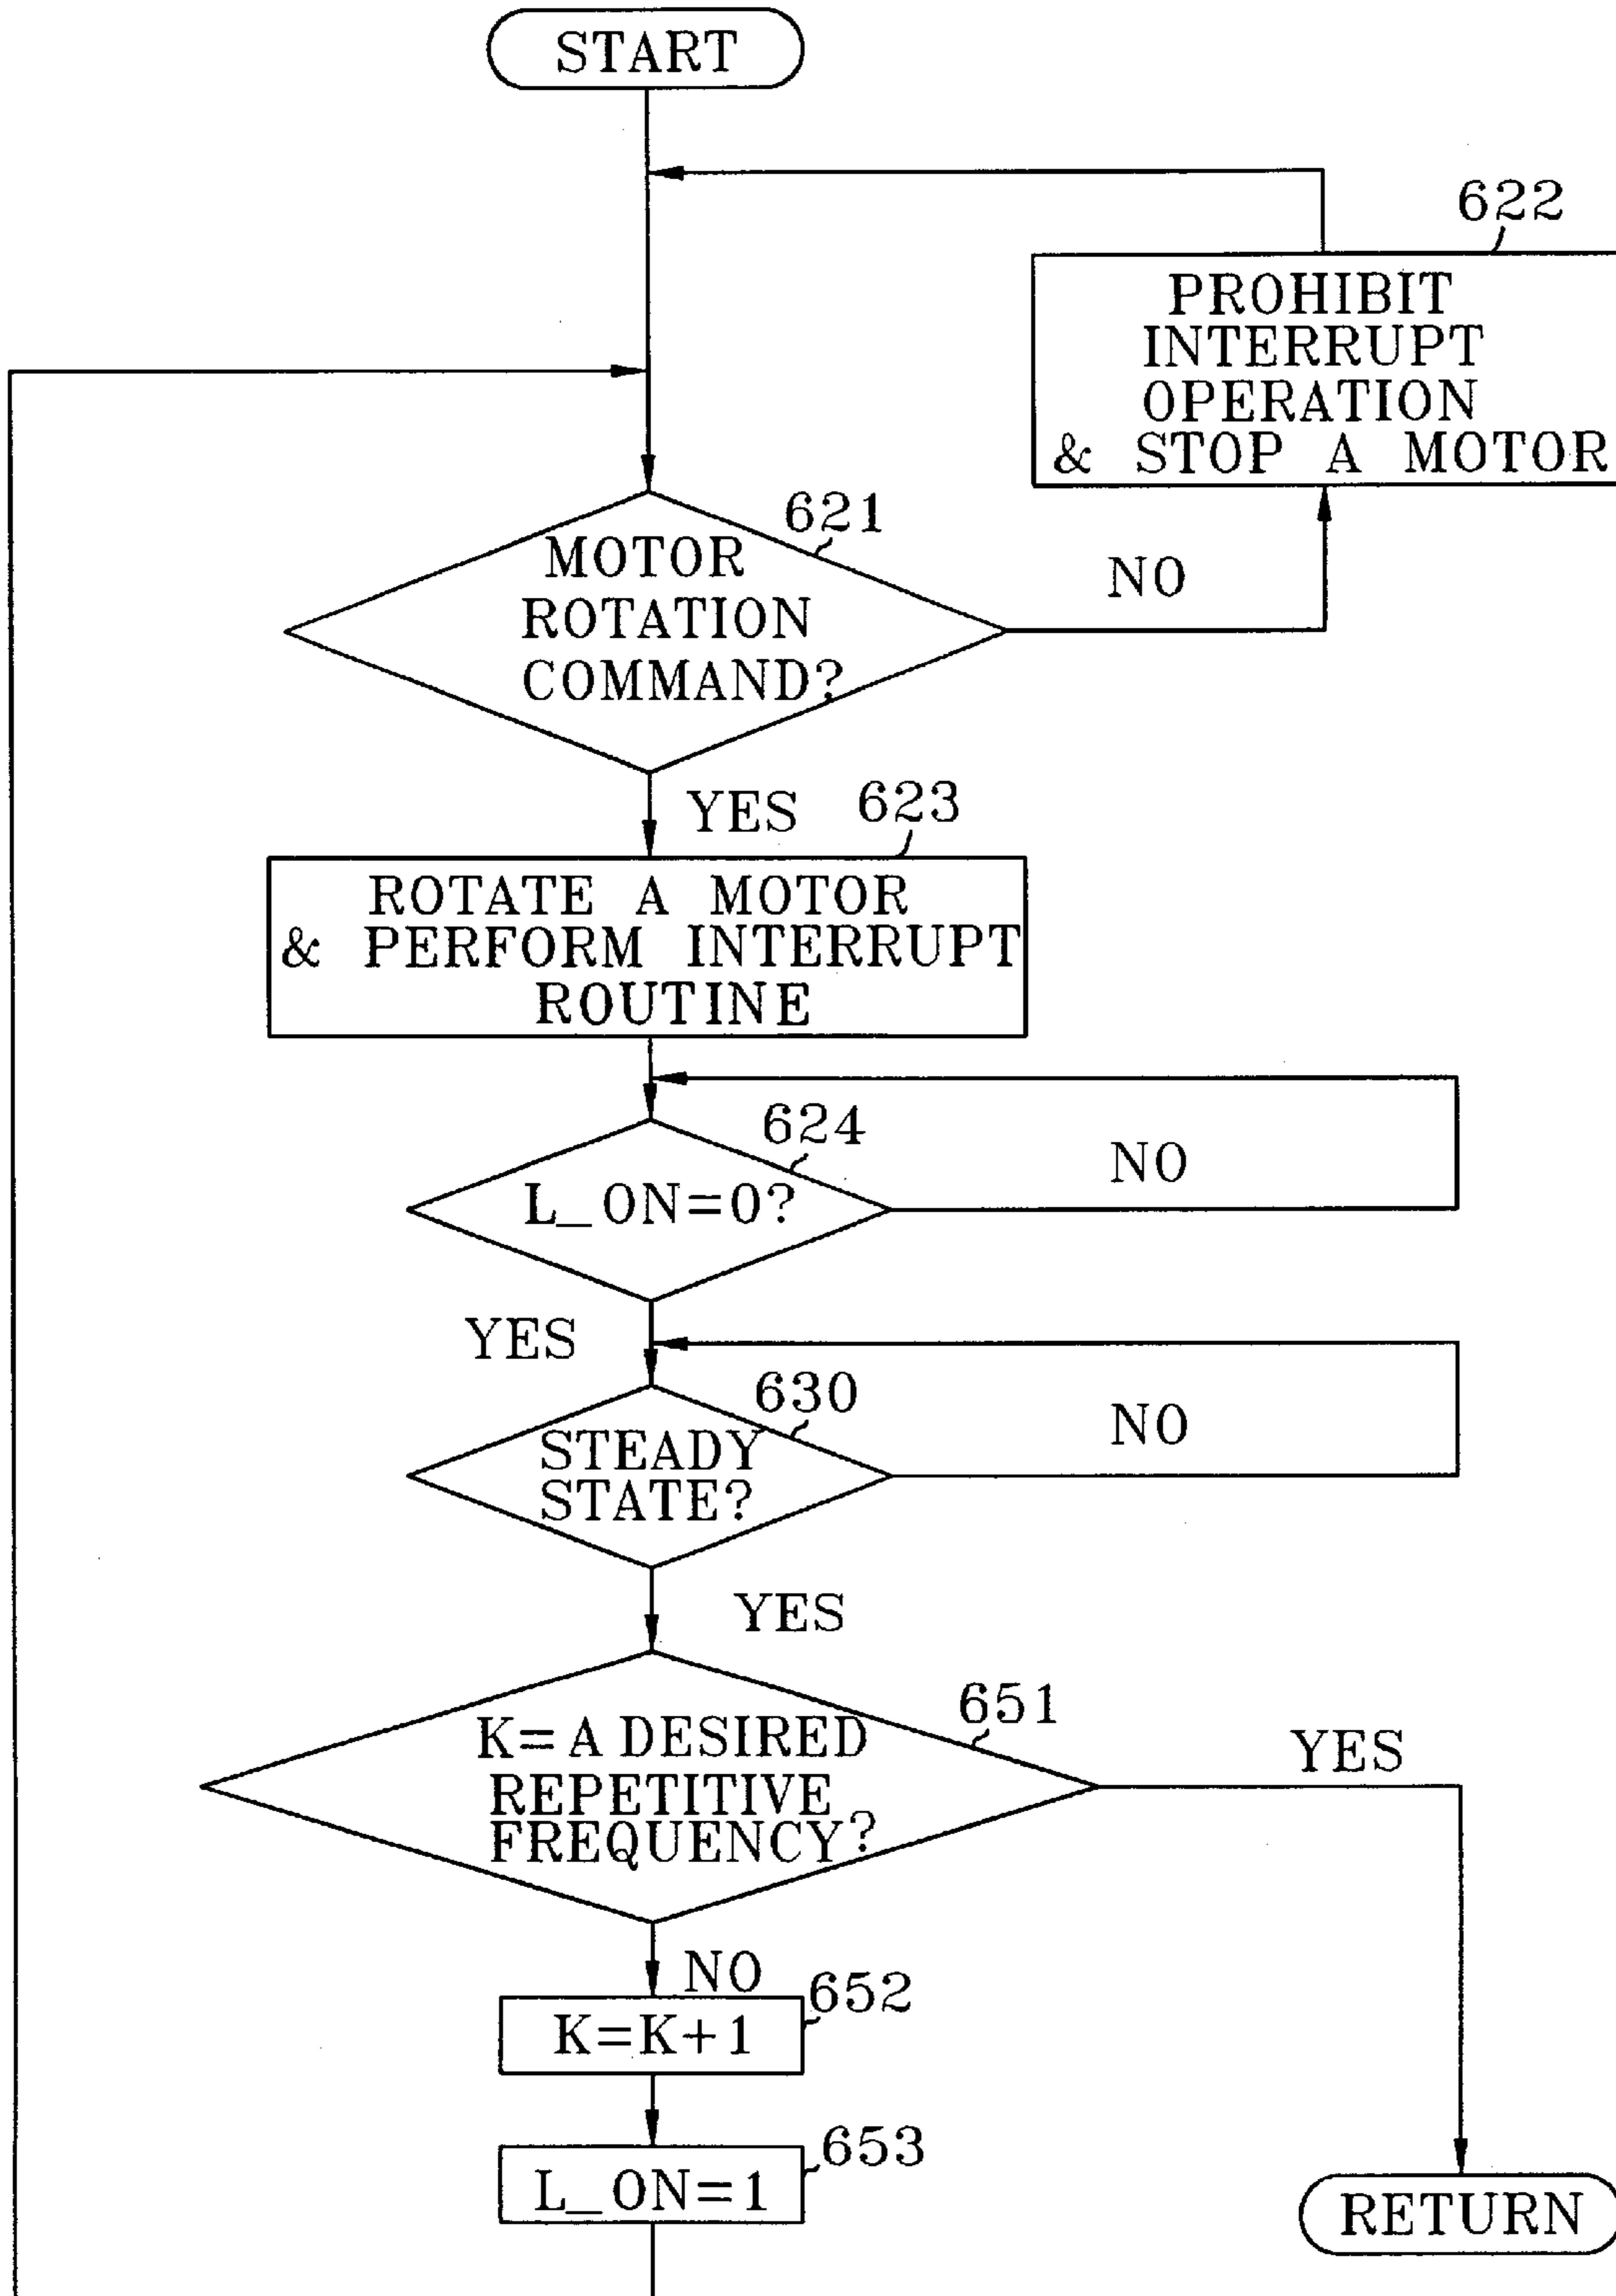 START
622
PROHIBIT
INTERRUPT
OPERATION
& STOP A MOTOR
621
MOTOR
ROTATION
COMMAND?
NO
YES
623
ROTATE A MOTOR
& PERFORM INTERRUPT
ROUTINE
624
L_ON=0?
NO
YES
630
STEADY
STATE?
NO
YES
651
K=A DESIRED
REPETITIVE
FREQUENCY?
YES
NO
652
K=K+1
653
L_ON=1
RETURN